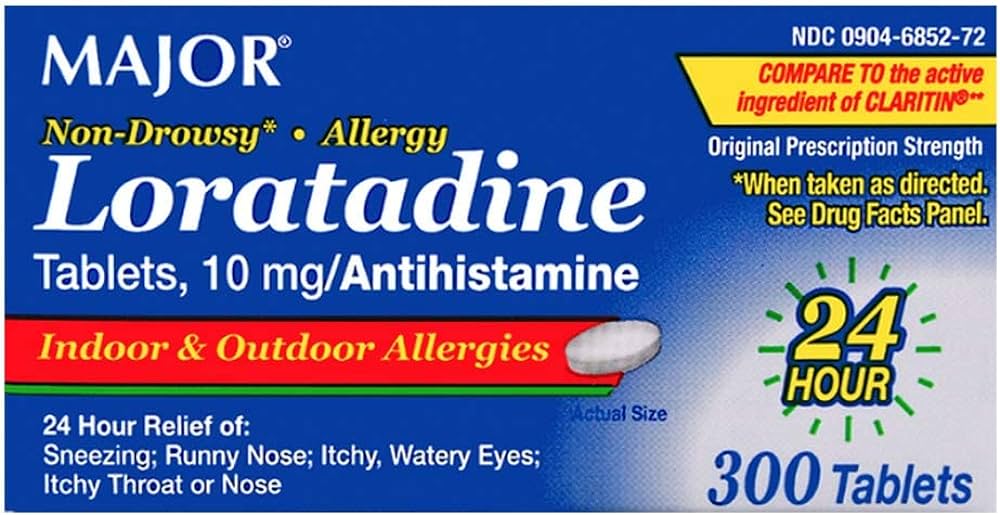 MAJOR®
NDC 0904-6852-72
COMPARE TO the active
ingredient of CLARITIN®**
Non-Drowsy* • Allergy
Original Prescription Strength
Loratadine
*When taken as directed.
See Drug Facts Panel.
Tablets, 10 mg/Antihistamine
24
HOUR
Indoor & Outdoor Allergies
Actual Size
24 Hour Relief of:
Sneezing; Runny Nose; Itchy, Watery Eyes;
Itchy Throat or Nose
300 Tablets